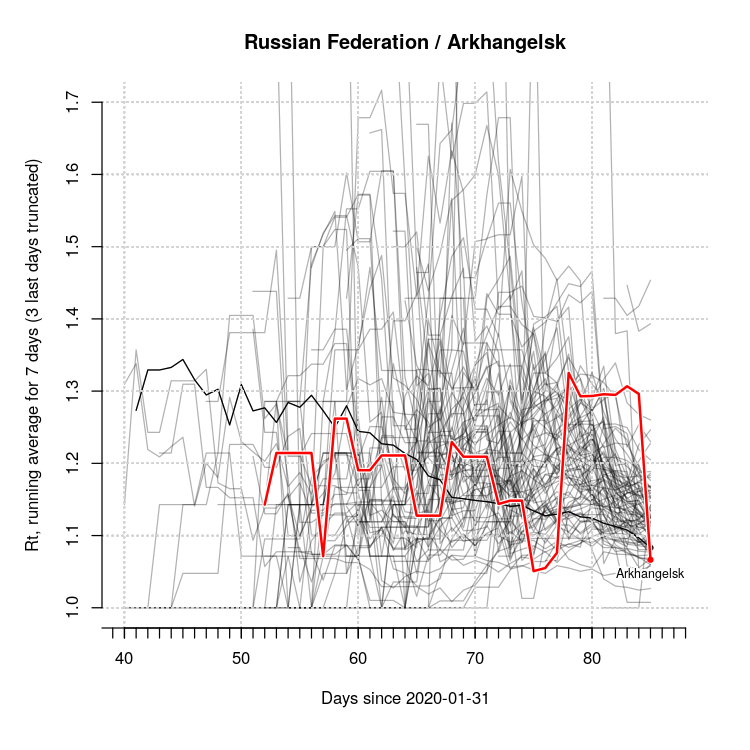 Russian Federation / Arkhangelsk
Rt, running average for 7 days (3 last days truncated)
1.7
1.6
1.5
1.4
1.3
1.2
1.1
1.0
Arkhangelsk
40 50 60 70 80
Days since 2020-01-31